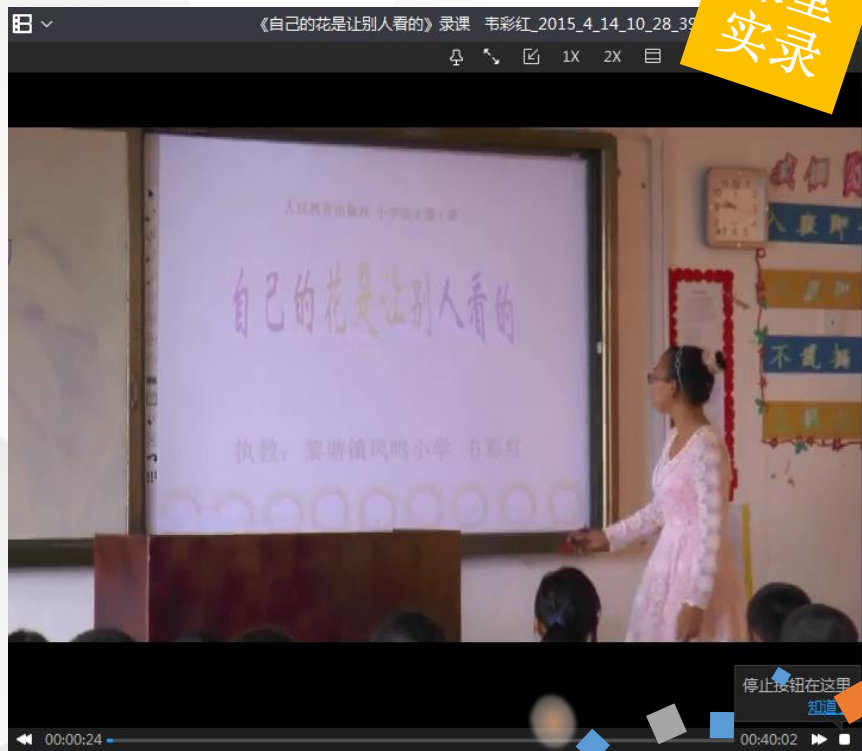 《自己的花是让别人看的》录课 韦彩红_2015_4_14_10_28_39
实录
1X 2X
我们
人民教育出版社 小学语文第十册
自己的花是让别人看的
执教：黎塘镇凤鸣小学 韦彩红
停止按钮在这里
知道
00:00:24
00:40:02